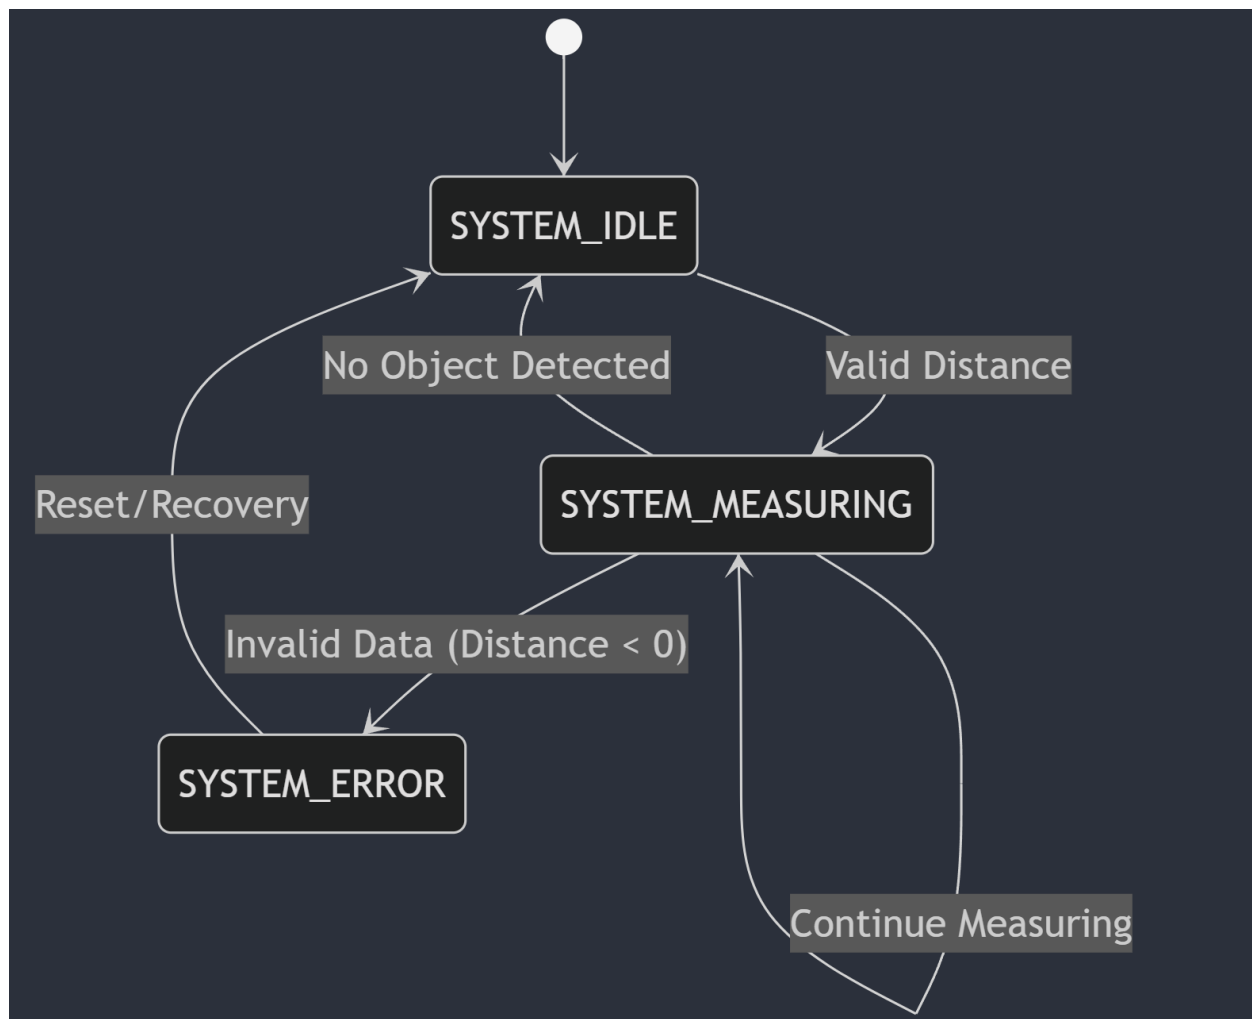 SYSTEM_IDLE
No Object Detected
Valid Distance
Reset/Recovery
SYSTEM_MEASURING
Invalid Data (Distance < 0)
SYSTEM_ERROR
Continue Measuring